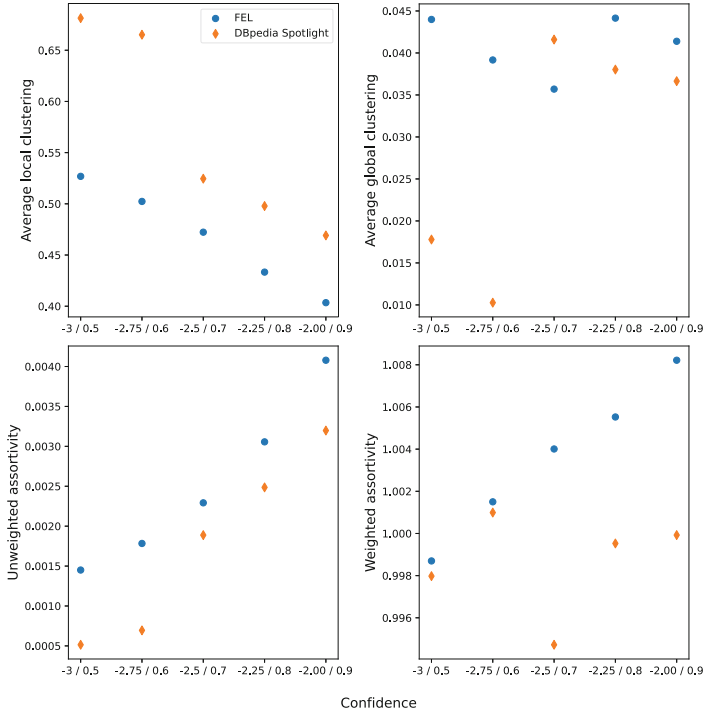 FEL
DBpedia Spotlight
Average local clustering
0.65
0.60
0.55
0.50
0.45
0.40
-3 / 0.5 -2.75 / 0.6 -2.5 / 0.7 -2.25 / 0.8 -2.00 / 0.9
Average global clustering
0.045
0.040
0.035
0.030
0.025
0.020
0.015
0.010
-3 / 0.5 -2.75 / 0.6 -2.5 / 0.7 -2.25 / 0.8 -2.00 / 0.9
Unweighted assortivity
0.0040
0.0035
0.0030
0.0025
0.0020
0.0015
0.0010
0.0005
-3 / 0.5 -2.75 / 0.6 -2.5 / 0.7 -2.25 / 0.8 -2.00 / 0.9
Weighted assortivity
1.008
1.006
1.004
1.002
1.000
0.998
0.996
-3 / 0.5 -2.75 / 0.6 -2.5 / 0.7 -2.25 / 0.8 -2.00 / 0.9
Confidence